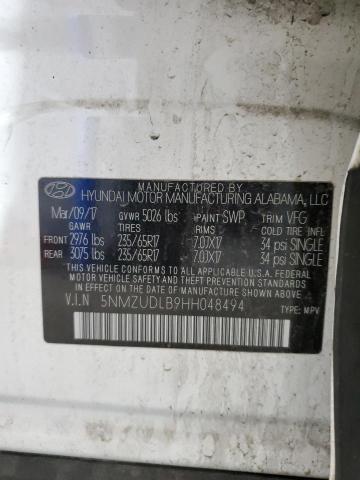 MANUFACTURED BY
HYUNDAI MOTOR MANUFACTURING ALABAMA, LLC
Mar/09/17 GVWR 5026 lbs PAINT SWP TRIM VFG
GAWR TIRES RIMS COLD TIRE INFL
FRONT 2976 lbs 235/65R17 7.0JX17 34 psi SINGLE
REAR 3075 lbs 235/65R17 7.0JX17 34 psi SINGLE
THIS VEHICLE CONFORMS TO ALL APPLICABLE FEDERAL
MOTOR VEHICLE SAFETY AND THEFT PREVENTION STANDARDS
IN EFFECT ON THE DATE OF MANUFACTURE SHOWN ABOVE.
V.I.N 5NMZUDLB9HH048494
TYPE: MPV